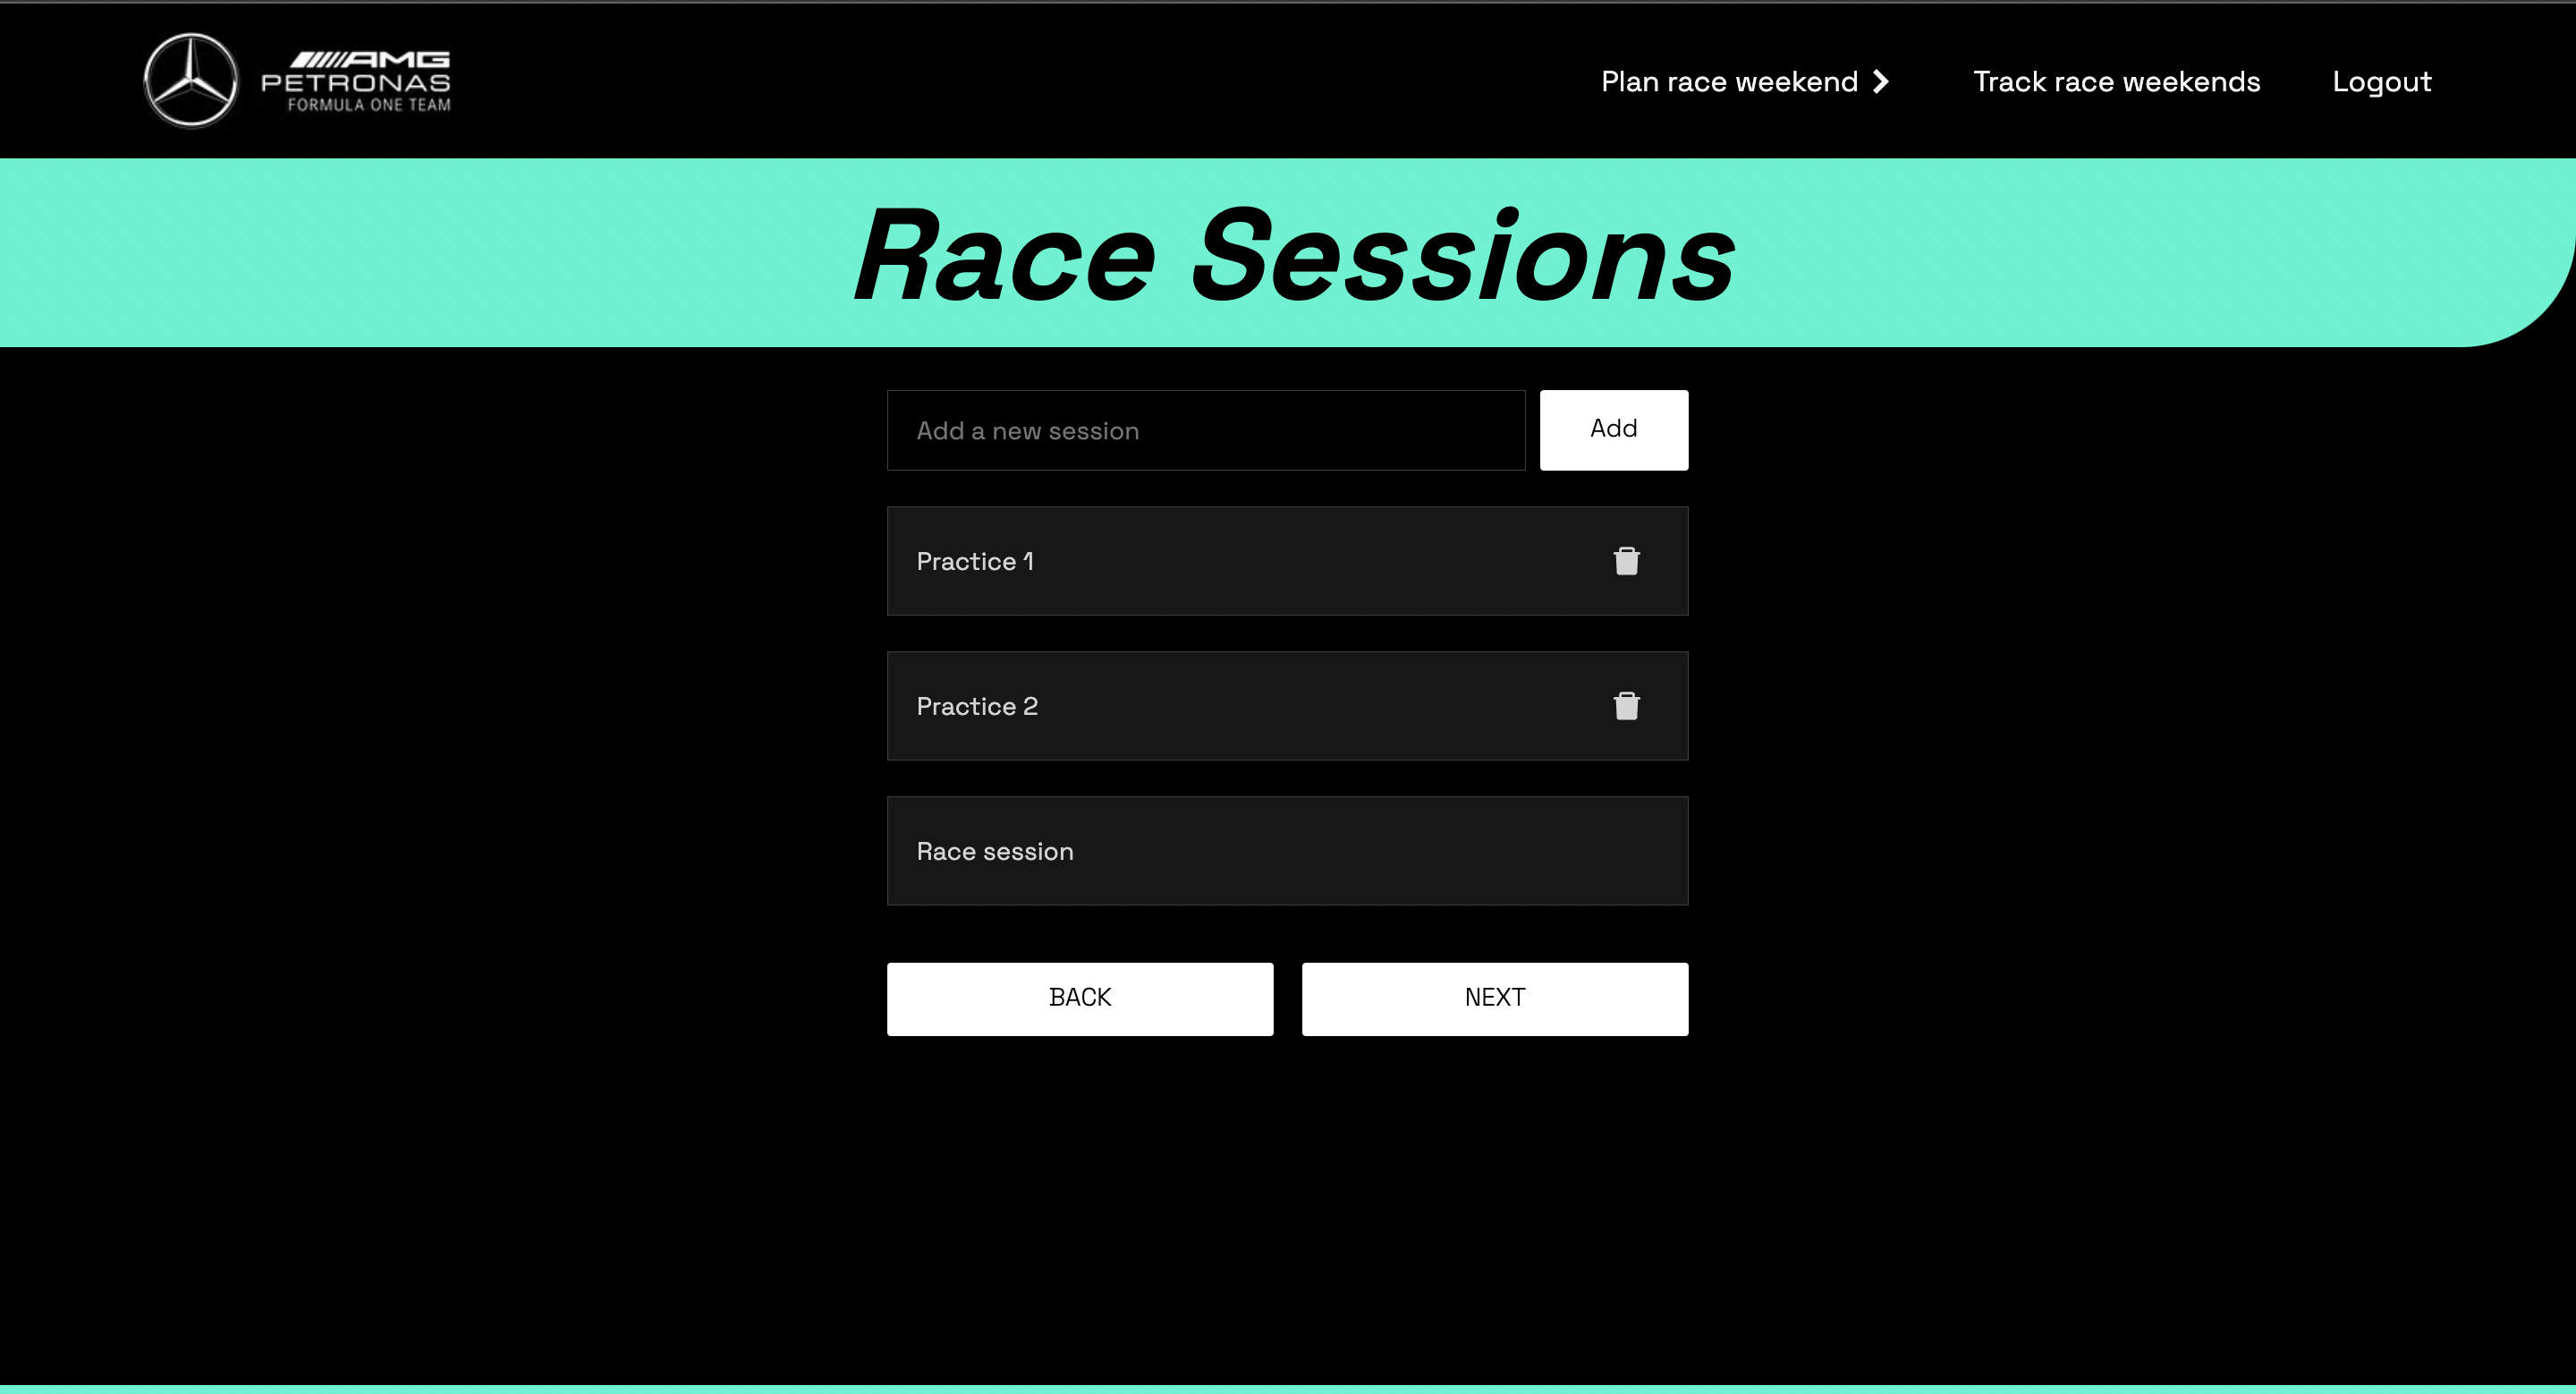 AMG
PETRONAS
FORMULA ONE TEAM
Plan race weekend
Track race weekends
Logout
Race Sessions
Add a new session
Add
Practice 1
Practice 2
Race session
BACK
NEXT